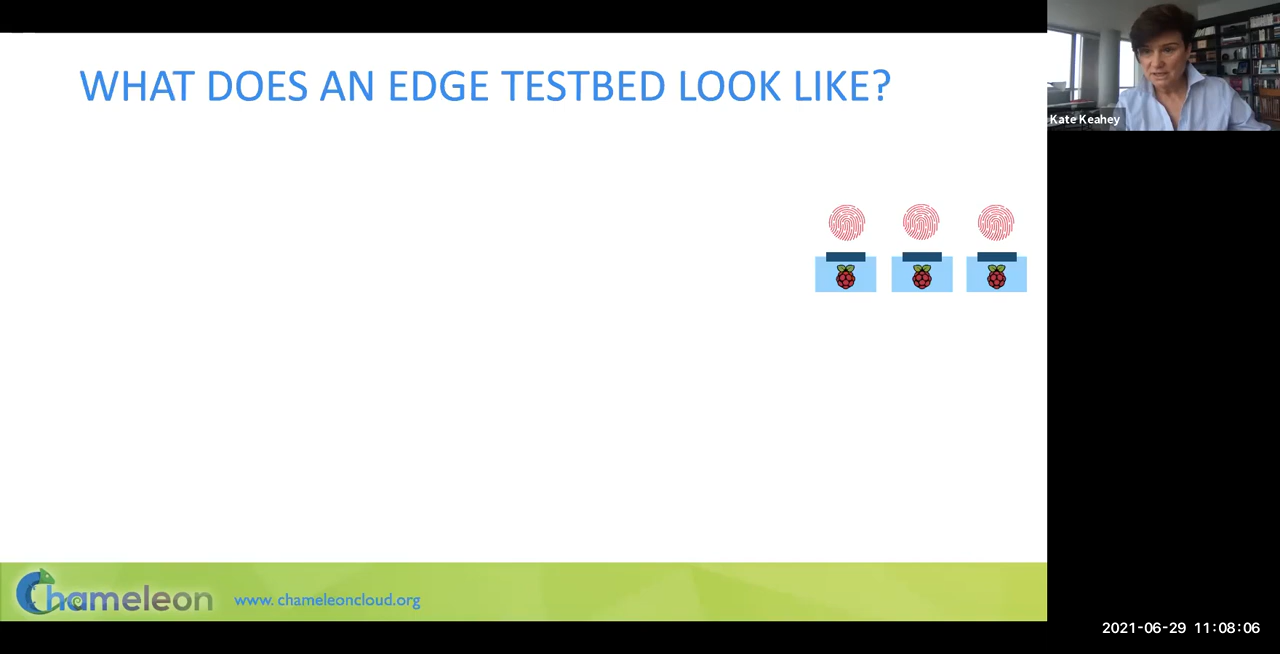 WHAT DOES AN EDGE TESTBED LOOK LIKE?
Kate Keahey
Chameleon
www. chameleoncloud.org
2021-06-29 11:08:06